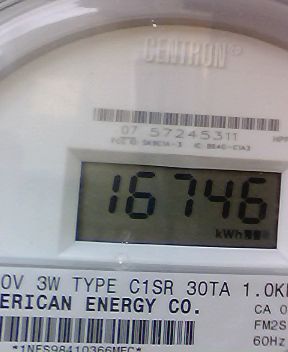 CENTRON®
07 57245311
16746
kWh
0V 3W TYPE C1SR 30TA 1.0K
ERICAN ENERGY CO.
CA 0
FM2S
60Hz